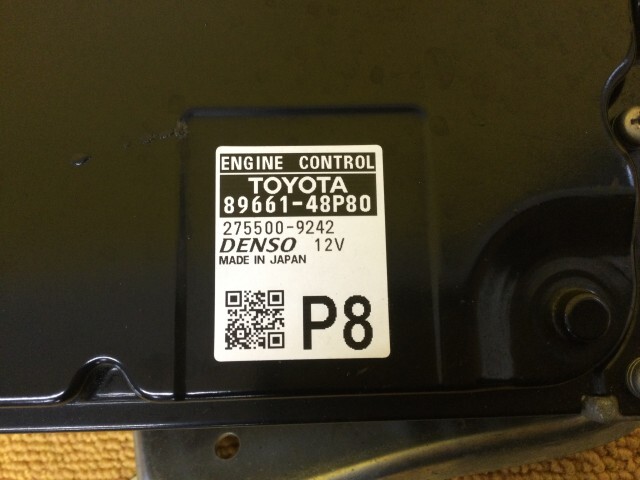 ENGINE CONTROL
TOYOTA
89661-48P80
275500-9242
DENSO 12V
MADE IN JAPAN
P8